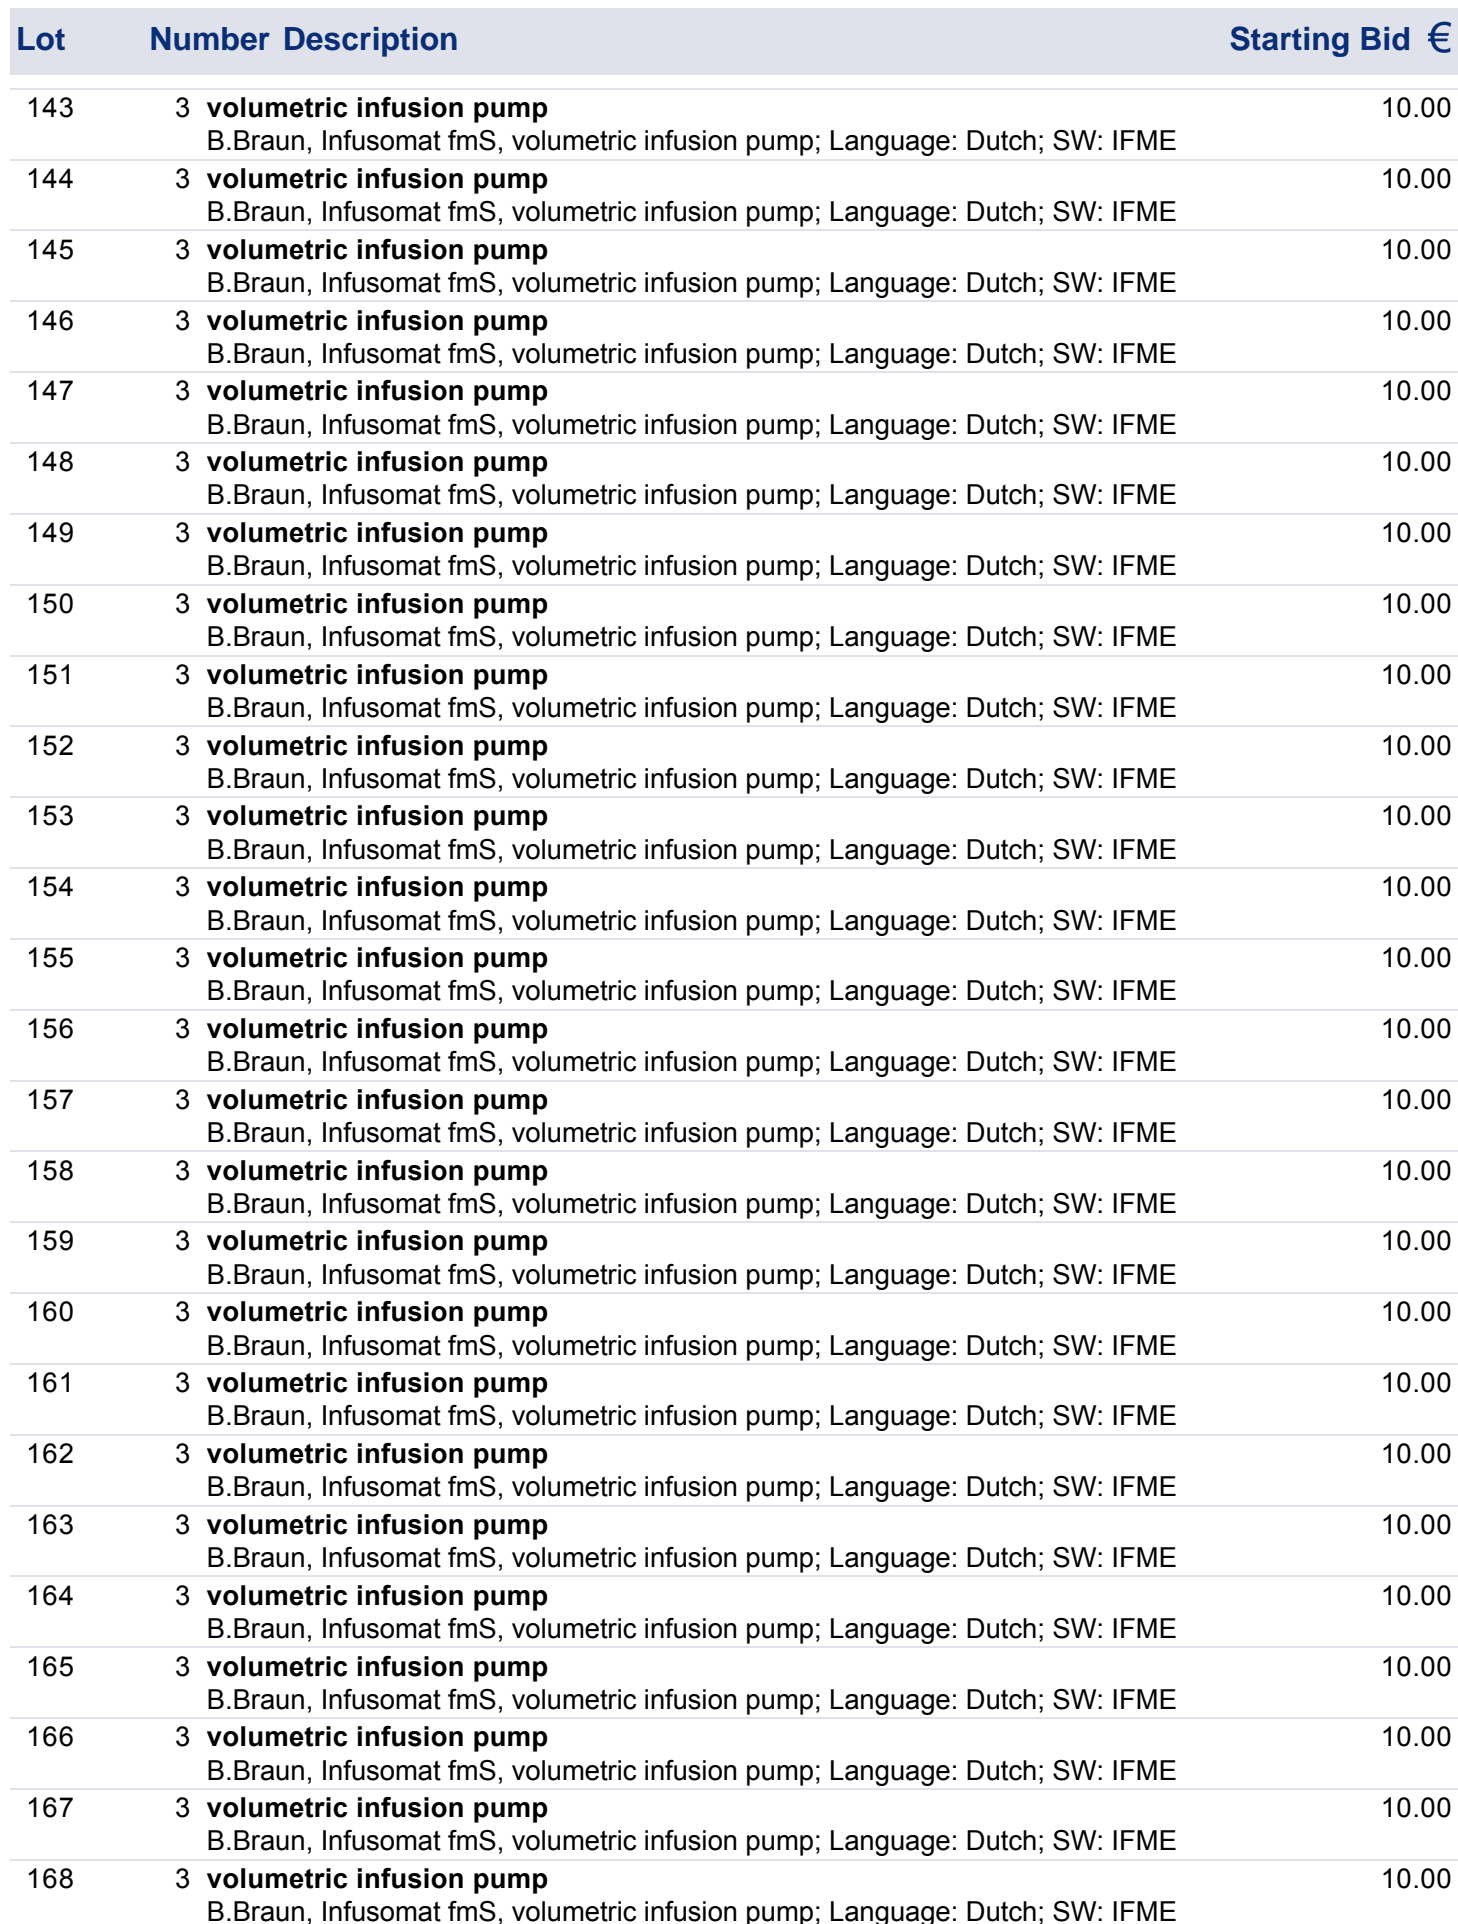 Lot Number Description Starting Bid €
143 3 volumetric infusion pump 10.00
B.Braun, Infusomat fmS, volumetric infusion pump; Language: Dutch; SW: IFME
144 3 volumetric infusion pump 10.00
B.Braun, Infusomat fmS, volumetric infusion pump; Language: Dutch; SW: IFME
145 3 volumetric infusion pump 10.00
B.Braun, Infusomat fmS, volumetric infusion pump; Language: Dutch; SW: IFME
146 3 volumetric infusion pump 10.00
B.Braun, Infusomat fmS, volumetric infusion pump; Language: Dutch; SW: IFME
147 3 volumetric infusion pump 10.00
B.Braun, Infusomat fmS, volumetric infusion pump; Language: Dutch; SW: IFME
148 3 volumetric infusion pump 10.00
B.Braun, Infusomat fmS, volumetric infusion pump; Language: Dutch; SW: IFME
149 3 volumetric infusion pump 10.00
B.Braun, Infusomat fmS, volumetric infusion pump; Language: Dutch; SW: IFME
150 3 volumetric infusion pump 10.00
B.Braun, Infusomat fmS, volumetric infusion pump; Language: Dutch; SW: IFME
151 3 volumetric infusion pump 10.00
B.Braun, Infusomat fmS, volumetric infusion pump; Language: Dutch; SW: IFME
152 3 volumetric infusion pump 10.00
B.Braun, Infusomat fmS, volumetric infusion pump; Language: Dutch; SW: IFME
153 3 volumetric infusion pump 10.00
B.Braun, Infusomat fmS, volumetric infusion pump; Language: Dutch; SW: IFME
154 3 volumetric infusion pump 10.00
B.Braun, Infusomat fmS, volumetric infusion pump; Language: Dutch; SW: IFME
155 3 volumetric infusion pump 10.00
B.Braun, Infusomat fmS, volumetric infusion pump; Language: Dutch; SW: IFME
156 3 volumetric infusion pump 10.00
B.Braun, Infusomat fmS, volumetric infusion pump; Language: Dutch; SW: IFME
157 3 volumetric infusion pump 10.00
B.Braun, Infusomat fmS, volumetric infusion pump; Language: Dutch; SW: IFME
158 3 volumetric infusion pump 10.00
B.Braun, Infusomat fmS, volumetric infusion pump; Language: Dutch; SW: IFME
159 3 volumetric infusion pump 10.00
B.Braun, Infusomat fmS, volumetric infusion pump; Language: Dutch; SW: IFME
160 3 volumetric infusion pump 10.00
B.Braun, Infusomat fmS, volumetric infusion pump; Language: Dutch; SW: IFME
161 3 volumetric infusion pump 10.00
B.Braun, Infusomat fmS, volumetric infusion pump; Language: Dutch; SW: IFME
162 3 volumetric infusion pump 10.00
B.Braun, Infusomat fmS, volumetric infusion pump; Language: Dutch; SW: IFME
163 3 volumetric infusion pump 10.00
B.Braun, Infusomat fmS, volumetric infusion pump; Language: Dutch; SW: IFME
164 3 volumetric infusion pump 10.00
B.Braun, Infusomat fmS, volumetric infusion pump; Language: Dutch; SW: IFME
165 3 volumetric infusion pump 10.00
B.Braun, Infusomat fmS, volumetric infusion pump; Language: Dutch; SW: IFME
166 3 volumetric infusion pump 10.00
B.Braun, Infusomat fmS, volumetric infusion pump; Language: Dutch; SW: IFME
167 3 volumetric infusion pump 10.00
B.Braun, Infusomat fmS, volumetric infusion pump; Language: Dutch; SW: IFME
168 3 volumetric infusion pump 10.00
B.Braun, Infusomat fmS, volumetric infusion pump; Language: Dutch; SW: IFME